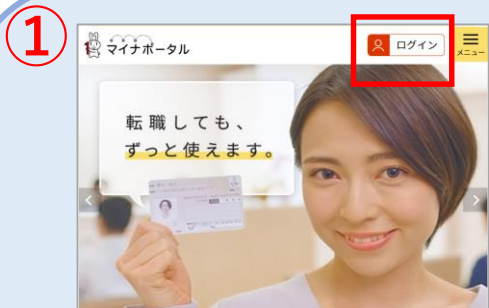 ①
マイナポータル
ログイン
メニュー
転職しても、
ずっと使えます。